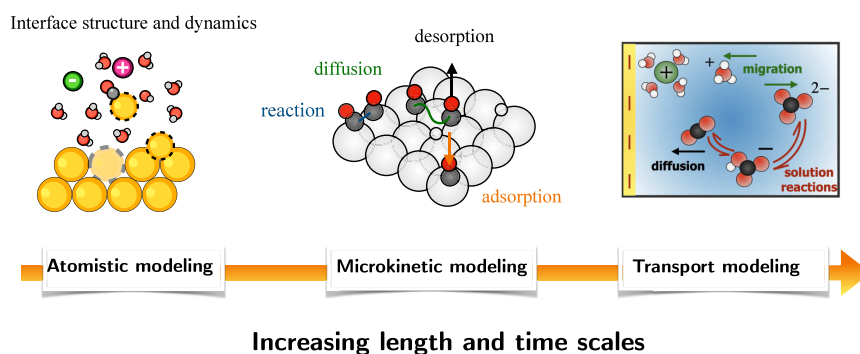 Interface structure and dynamics
-
+
desorption
diffusion
reaction
adsorption
+
+
migration
2−
diffusion
−
solution
reactions
Atomistic modeling
Microkinetic modeling
Transport modeling
Increasing length and time scales